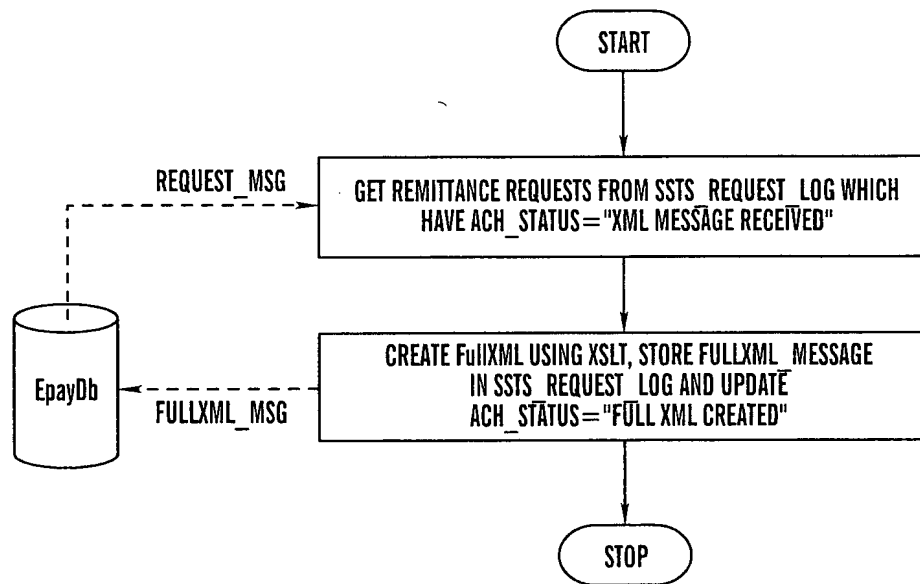 START
REQUEST_MSG
GET REMITTANCE REQUESTS FROM SSTS_REQUEST_LOG WHICH
HAVE ACH_STATUS="XML MESSAGE RECEIVED"
EpayDb
FULLXML_MSG
CREATE FullXML USING XSLT, STORE FULLXML_MESSAGE
IN SSTS_REQUEST_LOG AND UPDATE
ACH_STATUS="FULL XML CREATED"
STOP